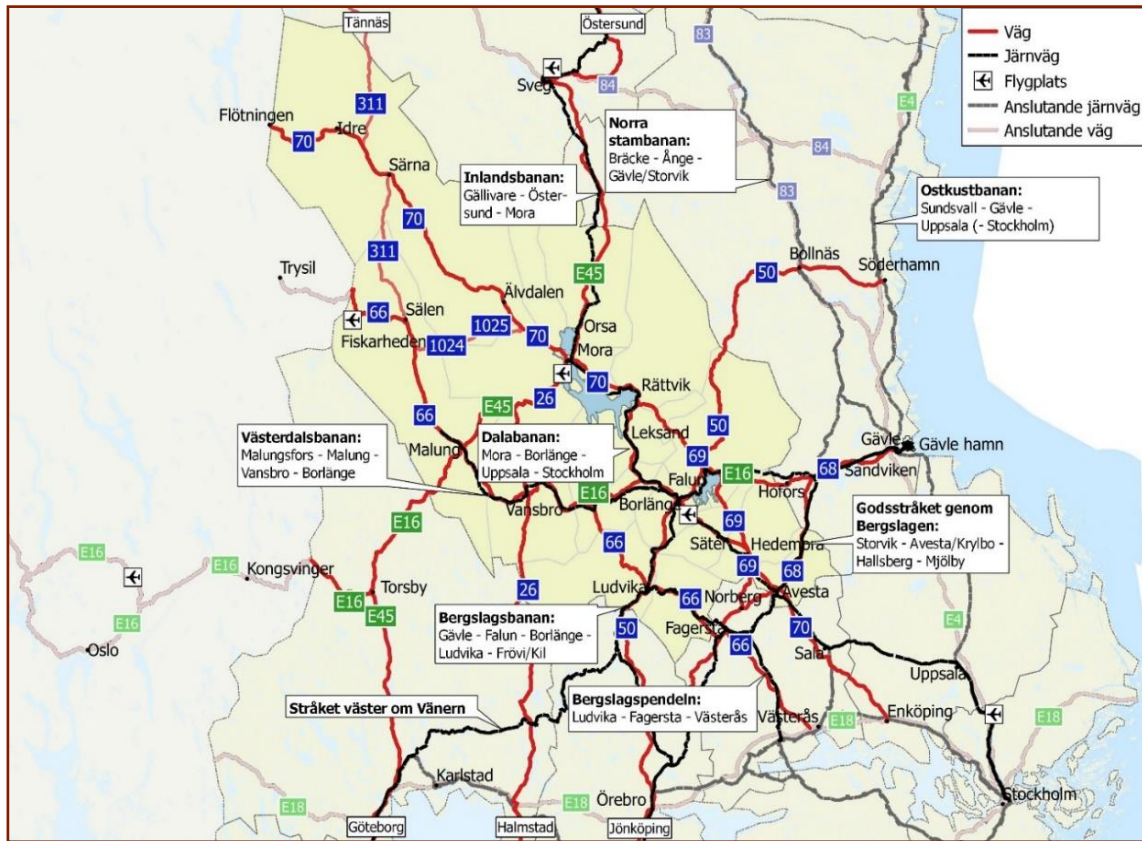 Tännäs
Östersund
83
Väg
Järnväg
Flygplats
Anslutande järnväg
Anslutande väg
Sveg
84
E4
311
Flötningen
70
Idre
Norra
stambanan:
Bräcke - Ånge -
Gävle/Storvik
84
Särna
Inlandsbanan:
Gällivare - Öster-
sund - Mora
83
Ostkustbanan:
Sundsvall - Gävle -
Uppsala (- Stockholm)
70
311
Trysil
E45
50
Bollnäs
Söderhamn
Älvdalen
66
Sälen
Fiskarheden
1024
1025
70
Orsa
Mora
70
Rättvik
E45
26
66
50
Leksand
Malung
Västerdalsbanan:
Malungsfors - Malung -
Vansbro - Borlänge
Dalabanan:
Mora - Borlänge -
Uppsala - Stockholm
69
Falun
E16
Hofors
68
Sandviken
Gävle
Gävle hamn
E16
Vansbro
E16
Borlänge
Godsstråket genom
Bergslagen:
Storvik - Avesta/Krylbo -
Hallsberg - Mjölby
69
Säter
Hedemora
66
69
68
E16
E16
Kongsvinger
E16
Torsby
E45
26
Ludvika
66
Norberg
Avesta
E16
Oslo
Bergslagsbanan:
Gävle - Falun - Borlänge -
Ludvika - Frövi/Kil
50
Fagersta
66
70
Sala
E4
Uppsala
Stråket väster om Vänern
Bergslagspendeln:
Ludvika - Fagersta - Västerås
Västerås
E18
Enköping
E18
Karlstad
E18
E18
Örebro
Stockholm
Göteborg
Halmstad
Jönköping